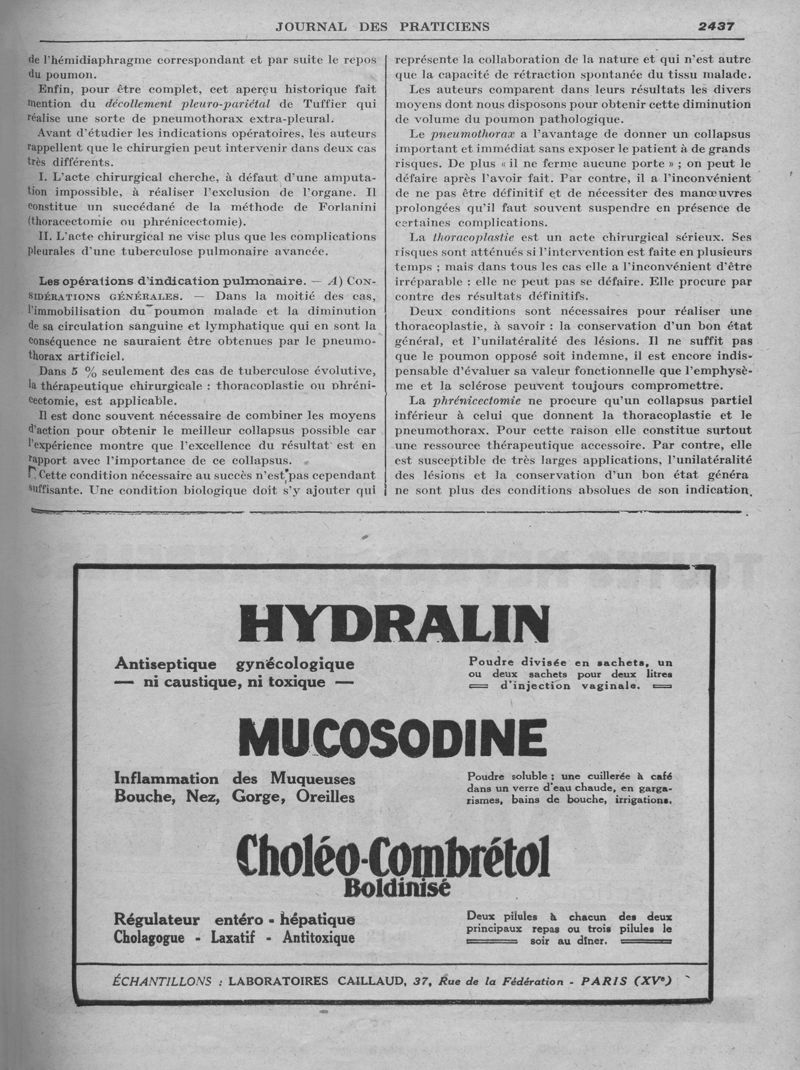 JOURNAL DES PRATICIENS 2437
de l'hémidiaphragme correspondant et par suite le repos
du poumon.
Enfin, pour être complet, cet aperçu historique fait
mention du décollement pleuro-pariétal de Tuffier qui
réalise une sorte de pneumothorax extra-pleural.
Avant d'étudier les indications opératoires, les auteurs
rappellent que le chirurgien peut intervenir dans deux cas
très différents.
I. L'acte chirurgical cherche, à défaut d'une amputa-
tion impossible, à réaliser l'exclusion de l'organe. Il
constitue un succédané de la méthode de Forlanini
(thoracectomie ou phrénicectomie).
II. L'acte chirurgical ne vise plus que les complications
pleurales d'une tuberculose pulmonaire avancée.
Les opérations d'indication pulmonaire. — A) CON-
SIDÉRATIONS GÉNÉRALES. — Dans la moitié des cas,
l'immobilisation du poumon malade et la diminution
de sa circulation sanguine et lymphatique qui en sont la
conséquence ne sauraient être obtenues par le pneumo-
thorax artificiel.
Dans 5 % seulement des cas de tuberculose évolutive,
la thérapeutique chirurgicale : thoracoplastie ou phréni-
cectomie, est applicable.
Il est donc souvent nécessaire de combiner les moyens
d'action pour obtenir le meilleur collapsus possible car
l'expérience montre que l'excellence du résultat est en
rapport avec l'importance de ce collapsus.
Cette condition nécessaire au succès n'est pas cependant
suffisante. Une condition biologique doit s'y ajouter qui
représente la collaboration de la nature et qui n'est autre
que la capacité de rétraction spontanée du tissu malade.
Les auteurs comparent dans leurs résultats les divers
moyens dont nous disposons pour obtenir cette diminution
de volume du poumon pathologique.
Le pneumothorax a l'avantage de donner un collapsus
important et immédiat sans exposer le patient à de grands
risques. De plus « il ne ferme aucune porte » ; on peut le
défaire après l'avoir fait. Par contre, il a l'inconvénient
de ne pas être définitif et de nécessiter des manœuvres
prolongées qu'il faut souvent suspendre en présence de
certaines complications.
La thoracoplastie est un acte chirurgical sérieux. Ses
risques sont atténués si l'intervention est faite en plusieurs
temps ; mais dans tous les cas elle a l'inconvénient d'être
irréparable : elle ne peut pas se défaire. Elle procure par
contre des résultats définitifs.
Deux conditions sont nécessaires pour réaliser une
thoracoplastie, à savoir : la conservation d'un bon état
général, et l'unilatéralité des lésions. Il ne suffit pas
que le poumon opposé soit indemne, il est encore indis-
pensable d'évaluer sa valeur fonctionnelle que l'emphysè-
me et la sclérose peuvent toujours compromettre.
La phrénicectomie ne procure qu'un collapsus partiel
inférieur à celui que donnent la thoracoplastie et le
pneumothorax. Pour cette raison elle constitue surtout
une ressource thérapeutique accessoire. Par contre, elle
est susceptible de très larges applications, l'unilatéralité
des lésions et la conservation d'un bon état généra
ne sont plus des conditions absolues de son indication.
HYDRALIN
Antiseptique gynécologique
— ni caustique, ni toxique —
Poudre divisée en sachets, un
ou deux sachets pour deux litres
d'injection vaginale.
MUCOSODINE
Inflammation des Muqueuses
Bouche, Nez, Gorge, Oreilles
Poudre soluble ; une cuillerée à café
dans un verre d'eau chaude, en garga-
rismes, bains de bouche, irrigations.
Choléo-Combrétol
Boldinisé
Régulateur entéro-hépatique
Cholagogue - Laxatif - Antitoxique
Deux pilules à chacun des deux
principaux repas ou trois pilules le
soir au dîner.
ÉCHANTILLONS : LABORATOIRES CAILLAUD, 37, Rue de la Fédération - PARIS (XVe)